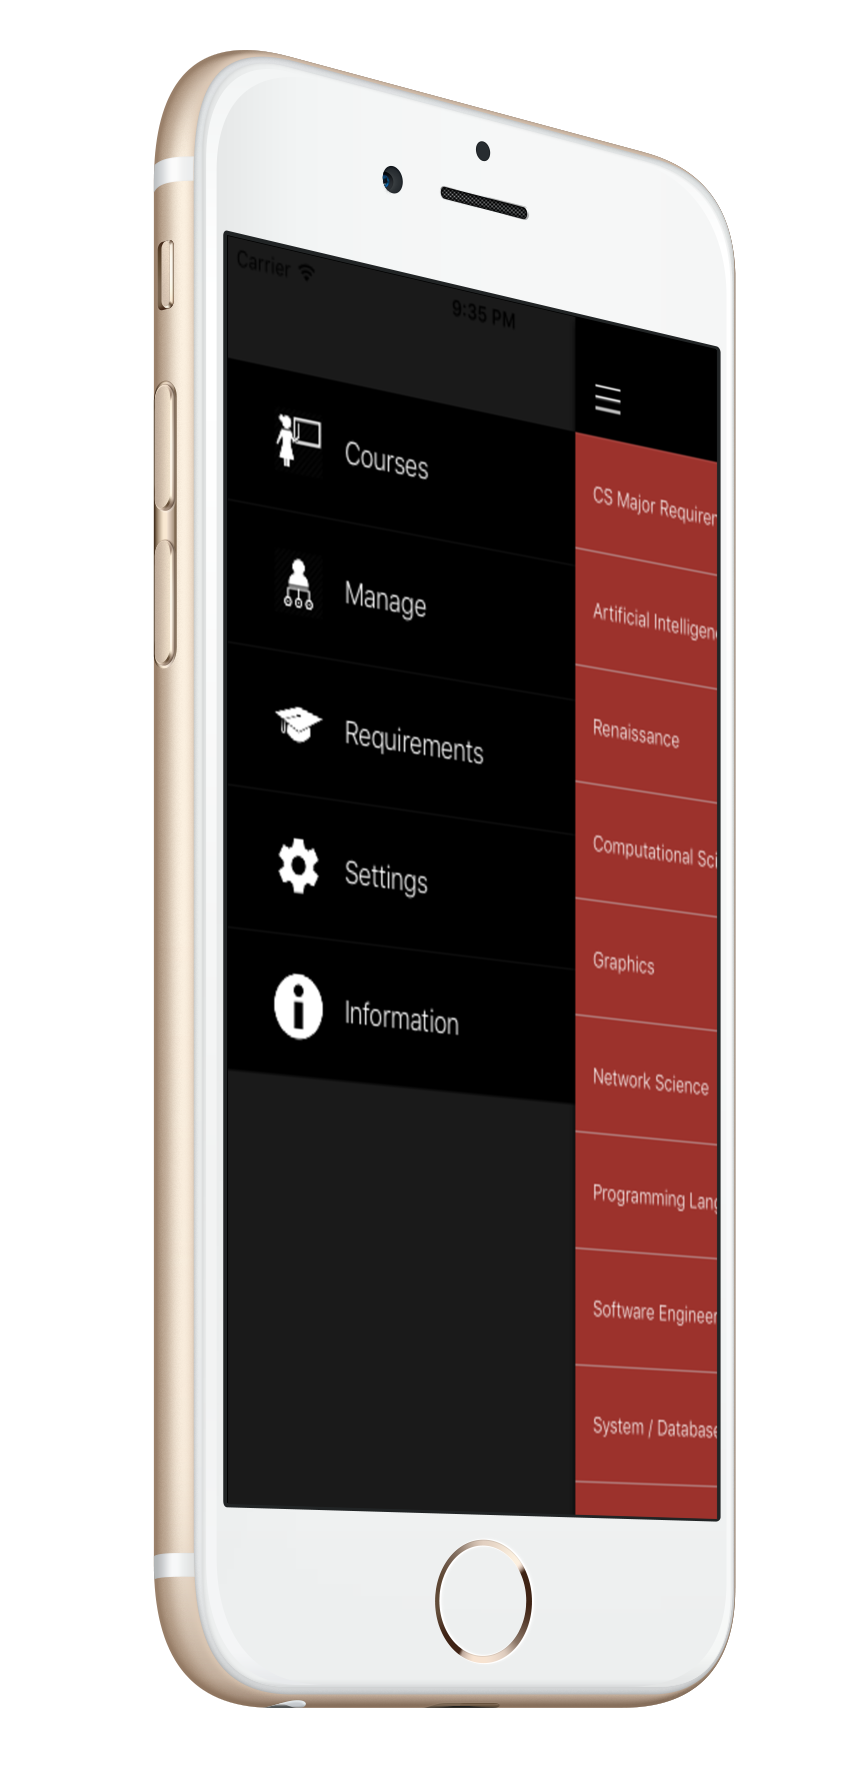 Carrier
9:35 PM
Courses
Manage
Requirements
Settings
Information
CS Major Requirer
Artificial Intelligen
Renaissance
Computational Sci
Graphics
Network Science
Programming Lang
Software Engineer
System / Database